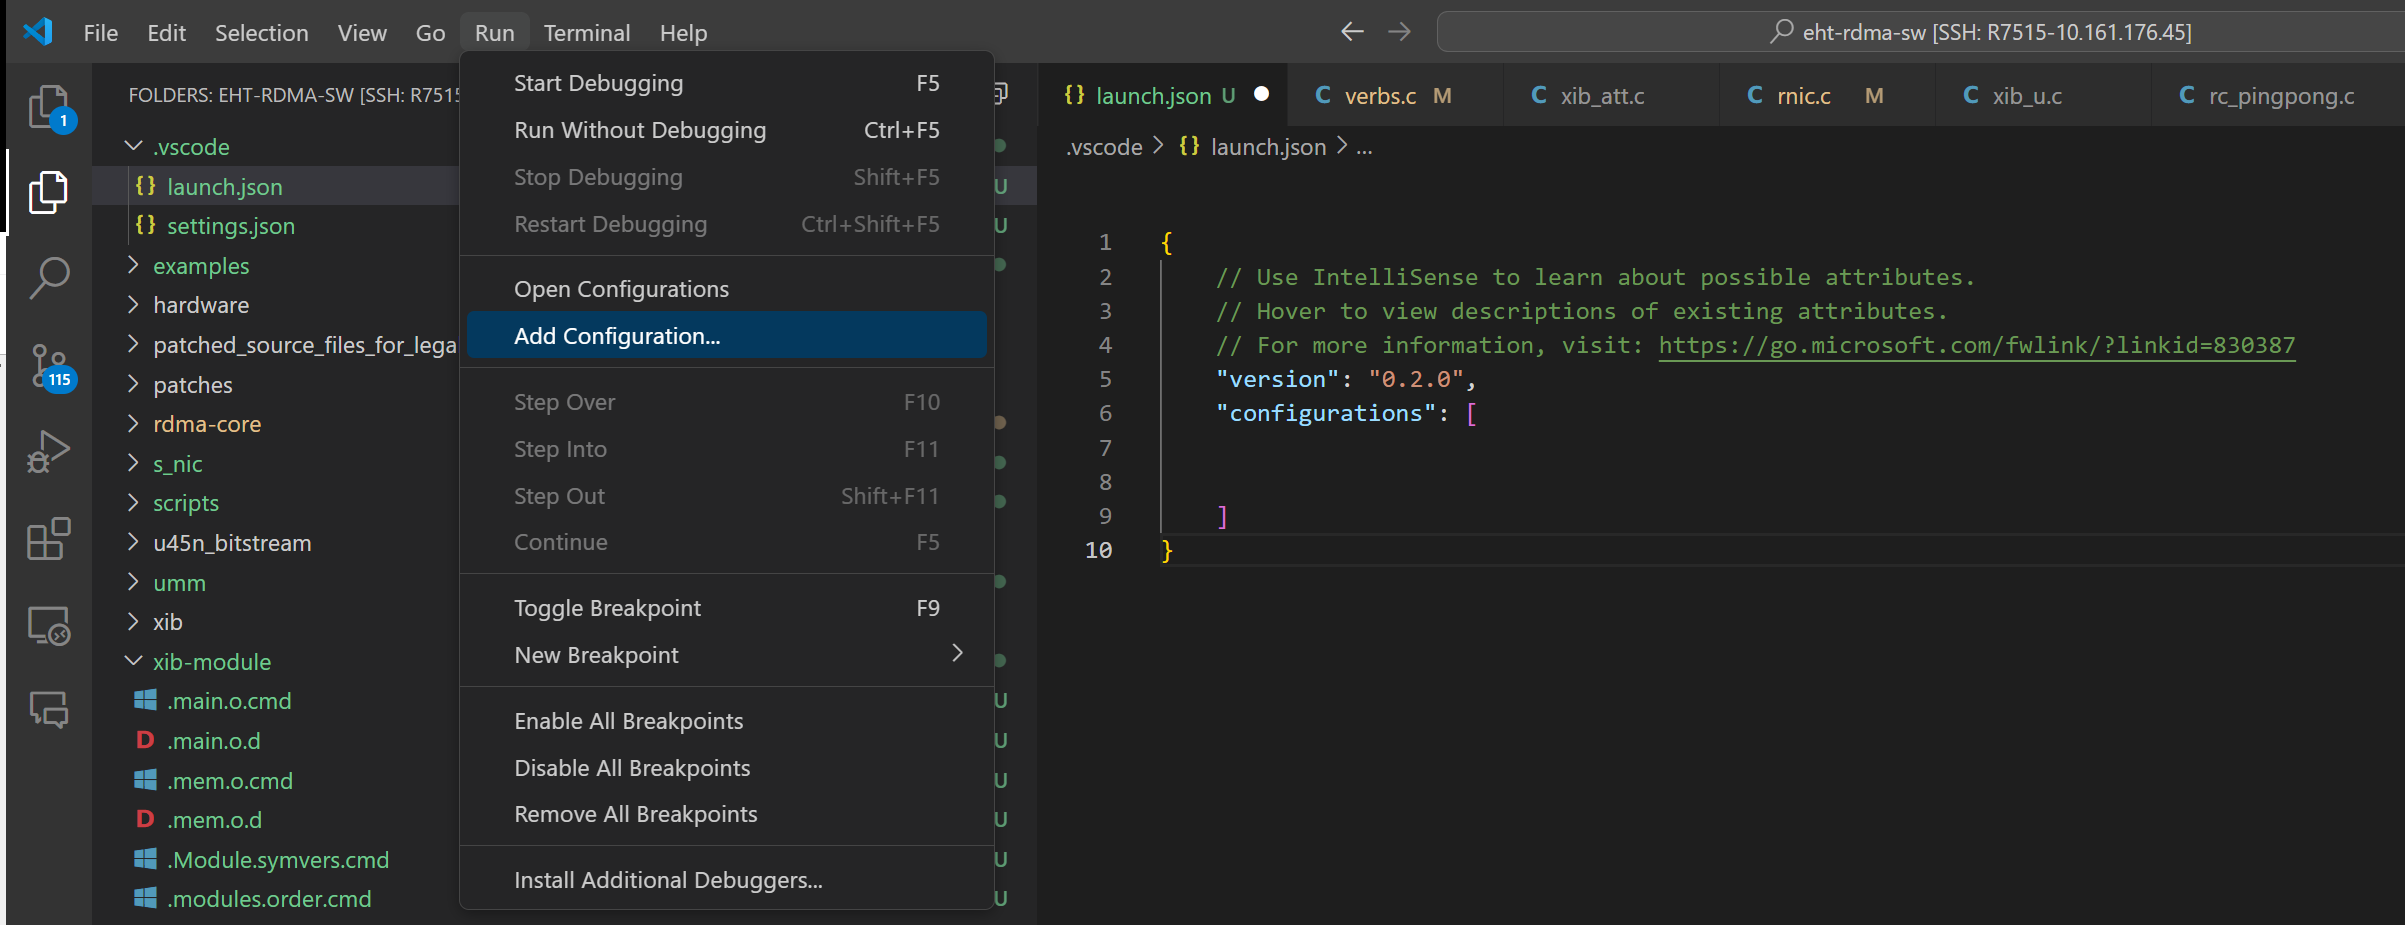 File Edit Selection View Go Run Terminal Help
eht-rdma-sw [SSH: R7515-10.161.176.45]
1
115
FOLDERS: EHT-RDMA-SW [SSH: R751
.vscode
launch.json U
settings.json U
examples
hardware
patched_source_files_for_lega
patches
rdma-core
s_nic
scripts
u45n_bitstream
umm
xib
xib-module
.main.o.cmd U
D .main.o.d U
.mem.o.cmd U
D .mem.o.d U
.Module.symvers.cmd U
.modules.order.cmd U
Start Debugging F5
Run Without Debugging Ctrl+F5
Stop Debugging Shift+F5
Restart Debugging Ctrl+Shift+F5
Open Configurations
Add Configuration...
Step Over F10
Step Into F11
Step Out Shift+F11
Continue F5
Toggle Breakpoint F9
New Breakpoint
Enable All Breakpoints
Disable All Breakpoints
Remove All Breakpoints
Install Additional Debuggers...
{} launch.json U C verbs.c M C xib_att.c C rnic.c M C xib_u.c C rc_pingpong.c
.vscode > {} launch.json > ...
1 {
2 // Use IntelliSense to learn about possible attributes.
3 // Hover to view descriptions of existing attributes.
4 // For more information, visit: https://go.microsoft.com/fwlink/?linkid=830387
5 "version": "0.2.0",
6 "configurations": [
7
8
9 ]
10 }